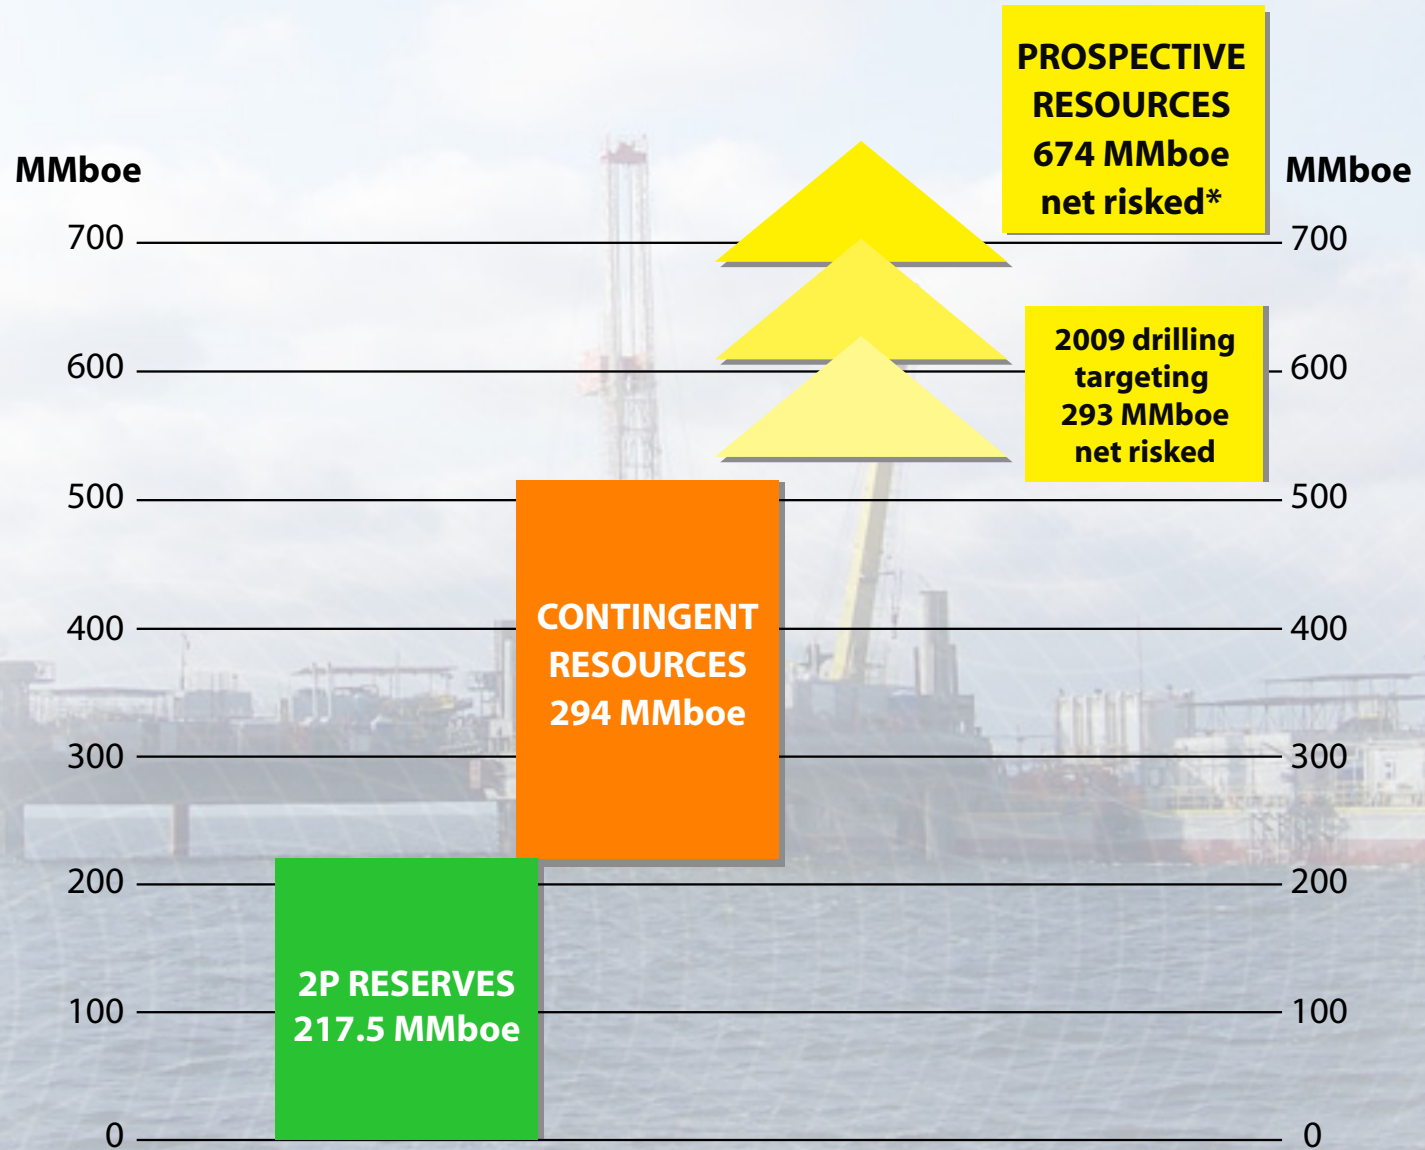 PROSPECTIVE
RESOURCES
674 MMboe
net risked*
MMboe
MMboe
700
700
2009 drilling
targeting
293 MMboe
net risked
600
600
500
500
CONTINGENT
RESOURCES
294 MMboe
400
400
300
300
200
200
2P RESERVES
217.5 MMboe
100
100
0
0